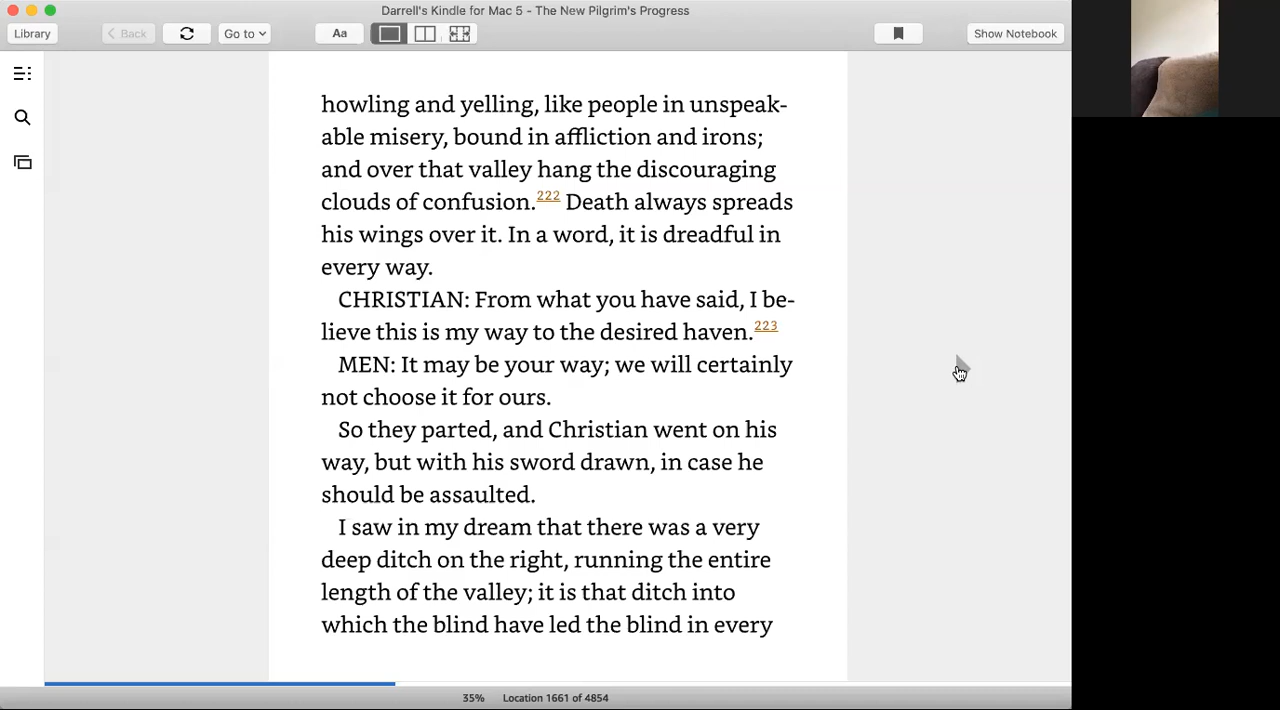 Darrell's Kindle for Mac 5 - The New Pilgrim's Progress
Library
Back
Go to
Aa
Show Notebook
howling and yelling, like people in unspeak-
able misery, bound in affliction and irons;
and over that valley hang the discouraging
clouds of confusion.222 Death always spreads
his wings over it. In a word, it is dreadful in
every way.
CHRISTIAN: From what you have said, I be-
lieve this is my way to the desired haven.223
MEN: It may be your way; we will certainly
not choose it for ours.
So they parted, and Christian went on his
way, but with his sword drawn, in case he
should be assaulted.
I saw in my dream that there was a very
deep ditch on the right, running the entire
length of the valley; it is that ditch into
which the blind have led the blind in every
35% Location 1661 of 4854